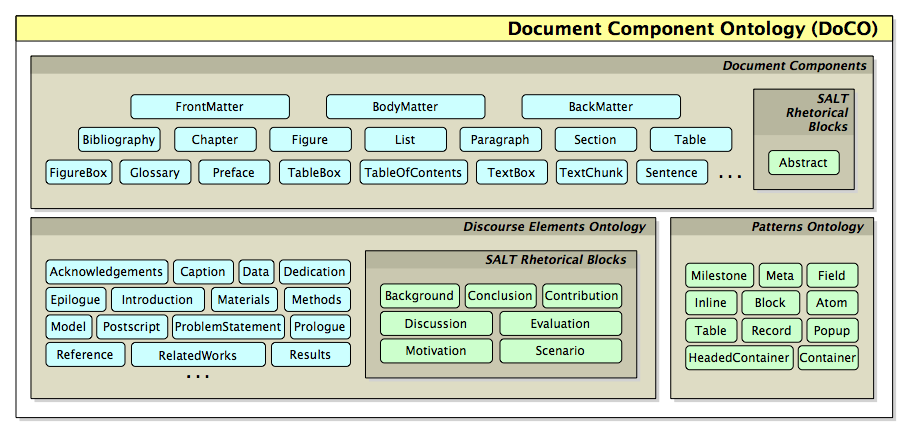 Document Component Ontology (DoCO)
Document Components
FrontMatter BodyMatter BackMatter
Bibliography Chapter Figure List Paragraph Section Table
FigureBox Glossary Preface TableBox TableOfContents TextBox TextChunk Sentence ...
SALT
Rhetorical
Blocks
Abstract
Discourse Elements Ontology
Acknowledgements Caption Data Dedication
Epilogue Introduction Materials Methods
Model Postscript ProblemStatement Prologue
Reference RelatedWorks Results
...
SALT Rhetorical Blocks
Background Conclusion Contribution
Discussion Evaluation
Motivation Scenario
Patterns Ontology
Milestone Meta Field
Inline Block Atom
Table Record Popup
HeadedContainer Container